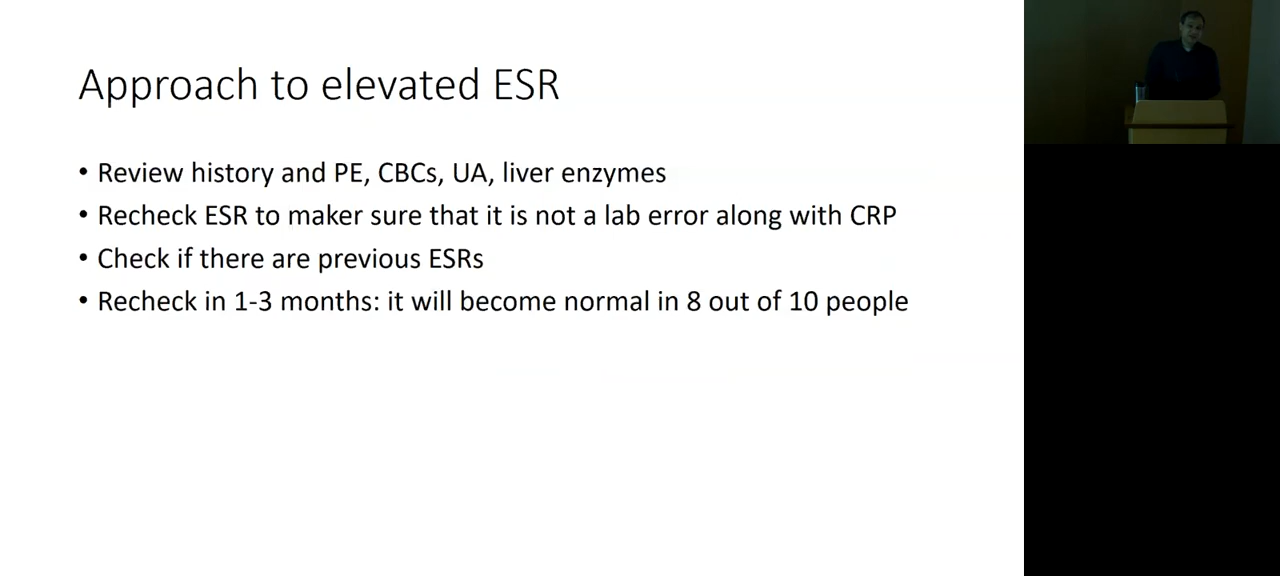 Approach to elevated ESR
• Review history and PE, CBCs, UA, liver enzymes
• Recheck ESR to maker sure that it is not a lab error along with CRP
• Check if there are previous ESRs
• Recheck in 1-3 months: it will become normal in 8 out of 10 people